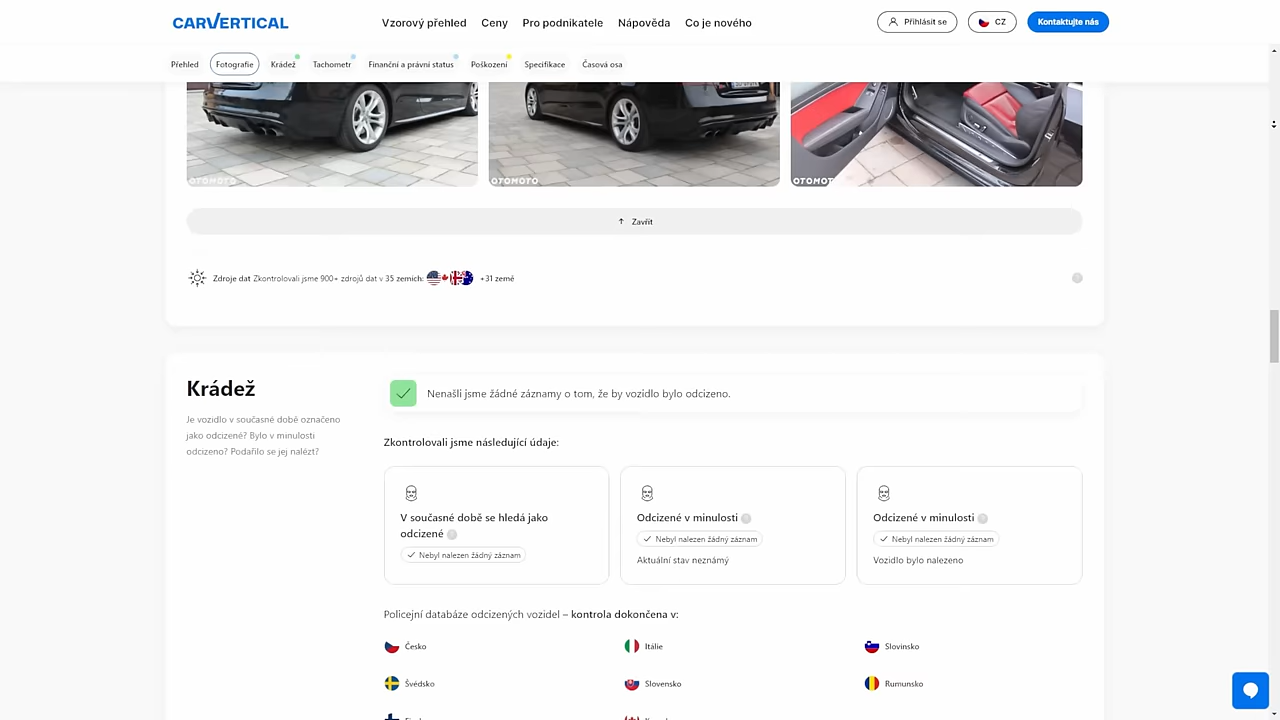 CARVERTICAL
Vzorový přehled Ceny Pro podnikatele Nápověda Co je nového
Přihlásit se
CZ
Kontaktujte nás
Přehled Fotografie Krádež Tachometr Finanční a právní status Poškození Specifikace Časová osa
OTOMOTO
OTOMOTO
OTOMOT
↑ Zavřít
Zdroje dat Zkontrolovali jsme 900+ zdrojů dat v 35 zemích: +31 země
Krádež
Je vozidlo v současné době označeno
jako odcizené? Bylo v minulosti
odcizeno? Podařilo se jej nalézt?
Nenašli jsme žádné záznamy o tom, že by vozidlo bylo odcizeno.
Zkontrolovali jsme následující údaje:
V současné době se hledá jako
odcizené
Nebyl nalezen žádný záznam
Odcizené v minulosti
Nebyl nalezen žádný záznam
Aktuální stav neznámý
Odcizené v minulosti
Nebyl nalezen žádný záznam
Vozidlo bylo nalezeno
Policejní databáze odcizených vozidel – kontrola dokončena v:
Česko Itálie Slovinsko
Švédsko Slovensko Rumunsko